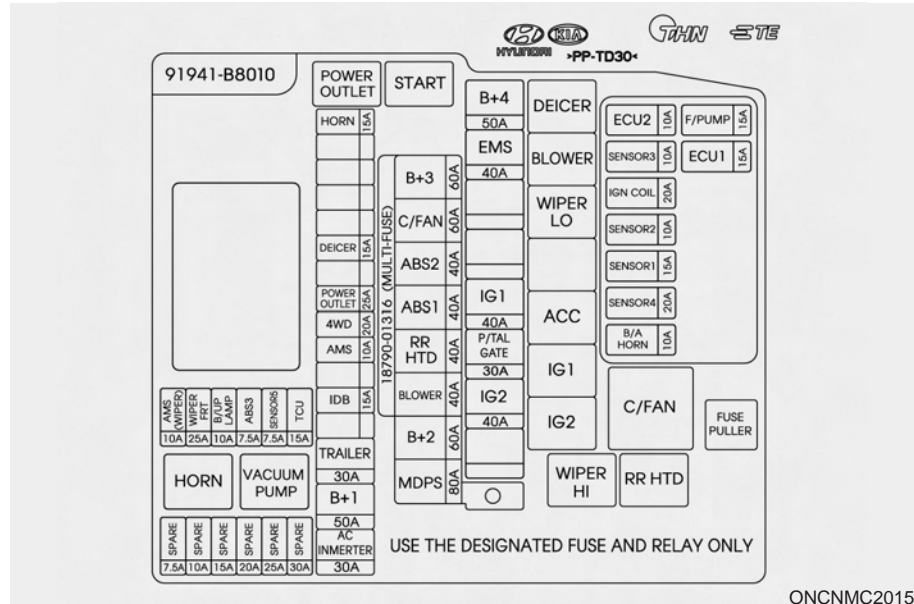 HYUNDAI
KIA
THN
TE
>PP-TD30<
91941-B8010
POWER
OUTLET
START
HORN 15A
DEICER 15A
POWER
OUTLET 25A
4WD 20A
AMS 10A
IDB 15A
TRAILER
30A
B+1
50A
AC
INMERTER
30A
18790-01316 (MULTI-FUSE)
B+3 60A
C/FAN 60A
ABS2 40A
ABS1 40A
RR
HTD 40A
BLOWER 40A
B+2 60A
MDPS 80A
B+4
50A
EMS
40A
IG1
40A
P/TAL
GATE
30A
IG2
40A
DEICER
BLOWER
WIPER
LO
ACC
IG1
IG2
WIPER
HI
RR HTD
ECU2 10A
F/PUMP 15A
SENSOR3 10A
ECU1 15A
IGN COIL 20A
SENSOR2 10A
SENSOR1 15A
SENSOR4 20A
B/A
HORN 10A
C/FAN
FUSE
PULLER
AMS
(WIPER)
10A
WIPER
FRT
25A
B/UP
LAMP
10A
ABS3
7.5A
SENSOR5
7.5A
TCU
15A
HORN
VACUUM
PUMP
SPARE
7.5A
SPARE
10A
SPARE
15A
SPARE
20A
SPARE
25A
SPARE
30A
USE THE DESIGNATED FUSE AND RELAY ONLY
ONCNMC2015